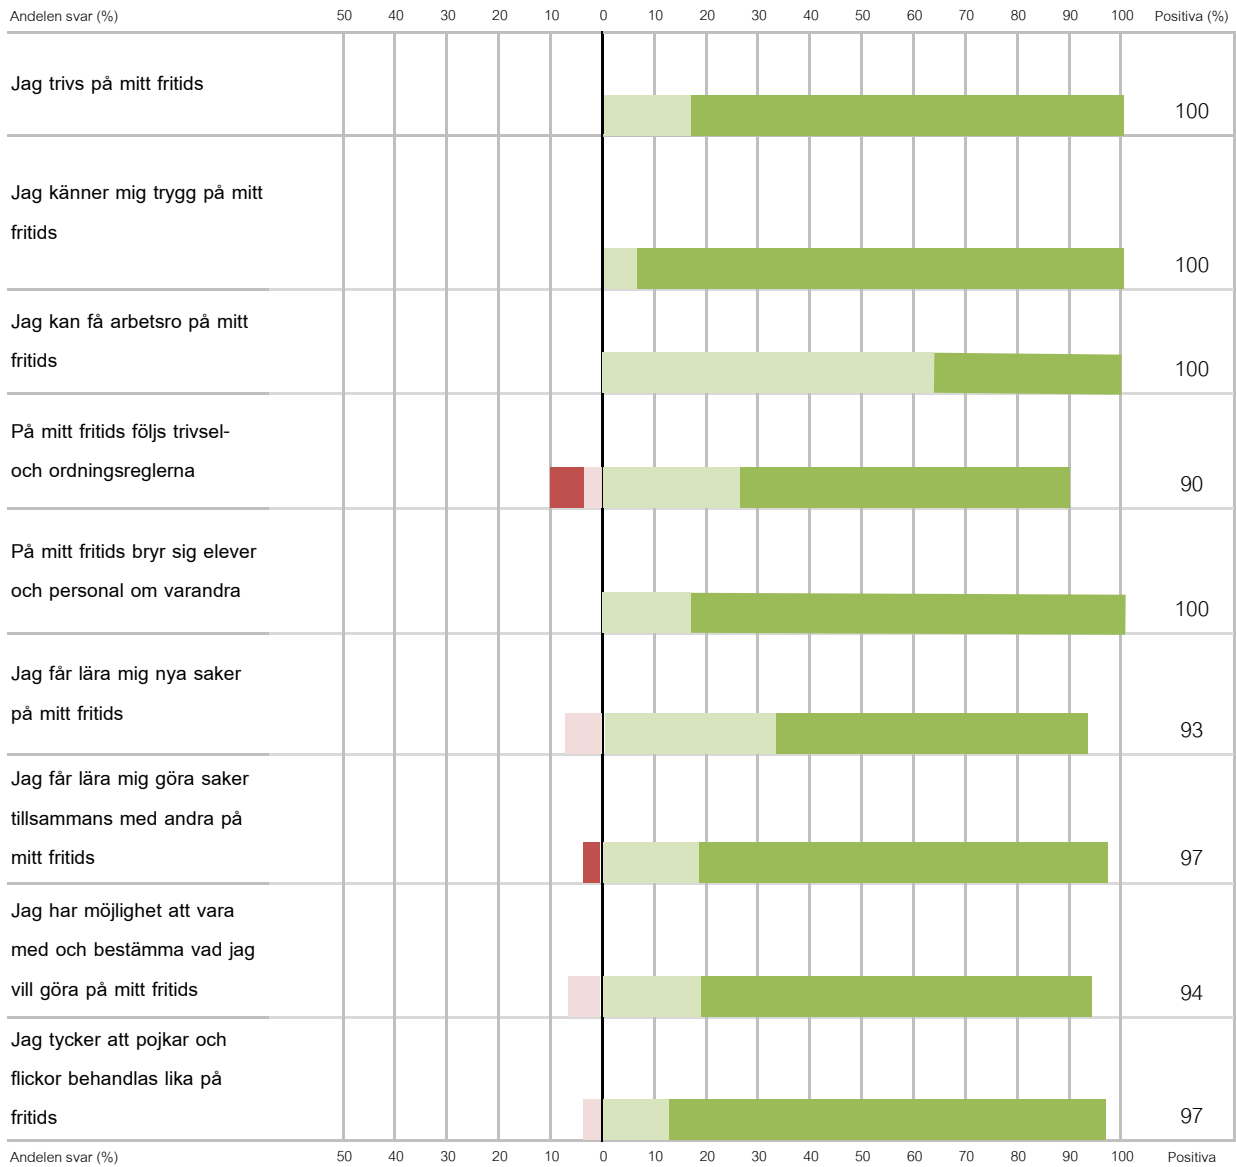 Andelen svar (%) 50 40 30 20 10 0 10 20 30 40 50 60 70 80 90 100 Positiva (%)
Jag trivs på mitt fritids
100
Jag känner mig trygg på mitt
fritids
100
Jag kan få arbetsro på mitt
fritids
100
På mitt fritids följs trivsel-
och ordningsreglerna
90
På mitt fritids bryr sig elever
och personal om varandra
100
Jag får lära mig nya saker
på mitt fritids
93
Jag får lära mig göra saker
tillsammans med andra på
mitt fritids
97
Jag har möjlighet att vara
med och bestämma vad jag
vill göra på mitt fritids
94
Jag tycker att pojkar och
flickor behandlas lika på
fritids
97
Andelen svar (%) 50 40 30 20 10 0 10 20 30 40 50 60 70 80 90 100 Positiva